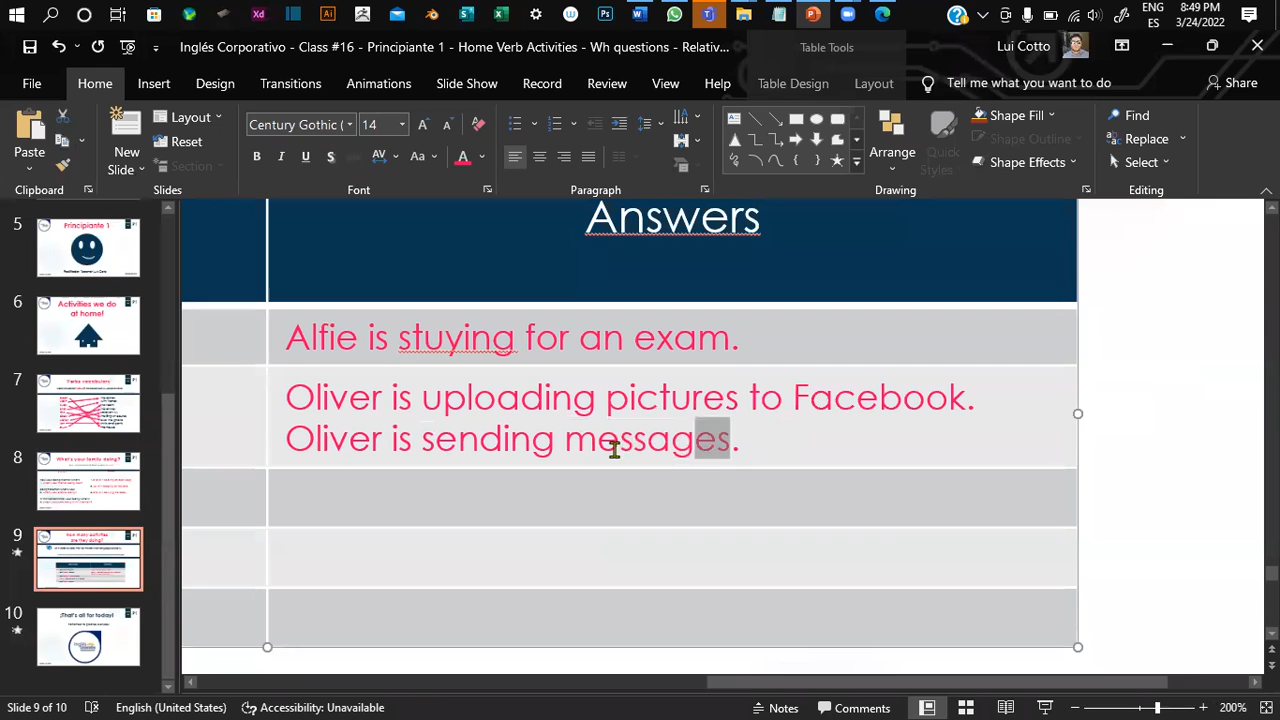 ENG
ES
8:49 PM
3/24/2022
Inglés Corporativo - Class #16 - Principiante 1 - Home Verb Activities - Wh questions - Relativ...
Table Tools
Lui Cotto
File
Home
Insert
Design
Transitions
Animations
Slide Show
Record
Review
View
Help
Table Design
Layout
Tell me what you want to do
Share
Paste
New
Slide
Layout
Reset
Section
Century Gothic (
14
Arrange
Quick
Styles
Shape Fill
Shape Outline
Shape Effects
Find
Replace
Select
Clipboard
Slides
Font
Paragraph
Drawing
Editing
5
Principiante 1
6
Activities we do
at home!
7
Verbs vocabulary
8
What's your family doing?
9
How many activities
are they doing?
10
¡That's all for today!
Answers
Alfie is stuying for an exam.
Oliver is uploading pictures to Facebook.
Oliver is sending messages.
Slide 9 of 10
English (United States)
Accessibility: Unavailable
Notes
Comments
200%